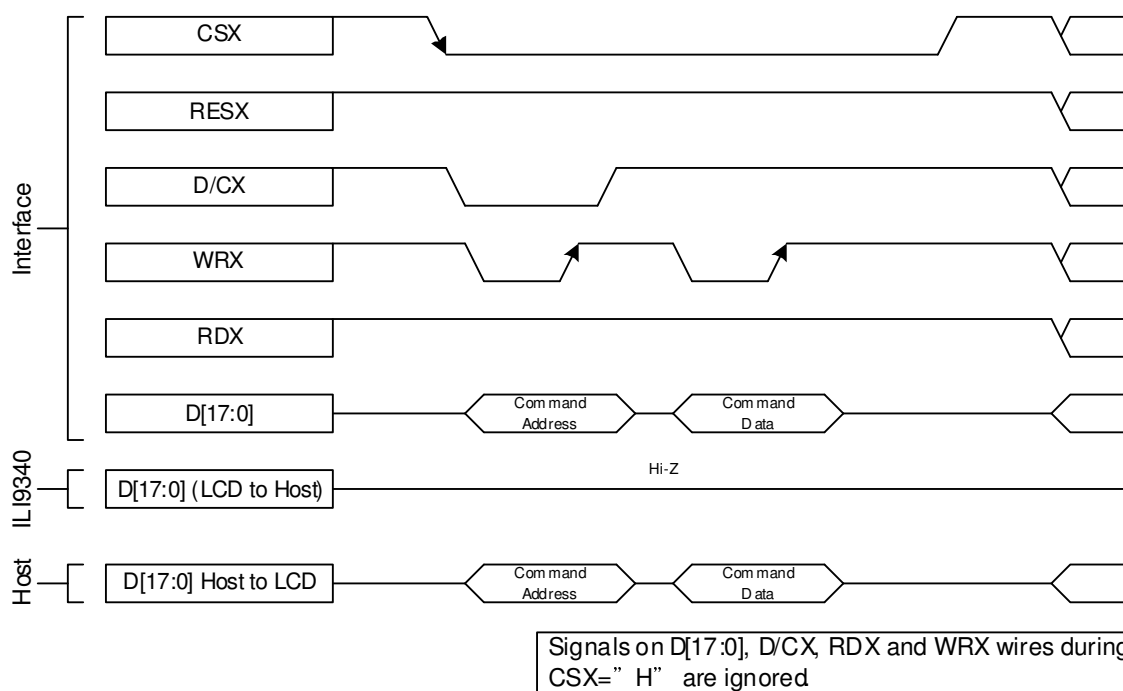 CSX
RESX
D/CX
WRX
RDX
D[17:0]
Interface
Command
Address
Command
Data
Hi-Z
ILI9340
D[17:0] (LCD to Host)
Host
D[17:0] Host to LCD
Command
Address
Command
Data
Signals on D[17:0], D/CX, RDX and WRX wires during
CSX=”H” are ignored.